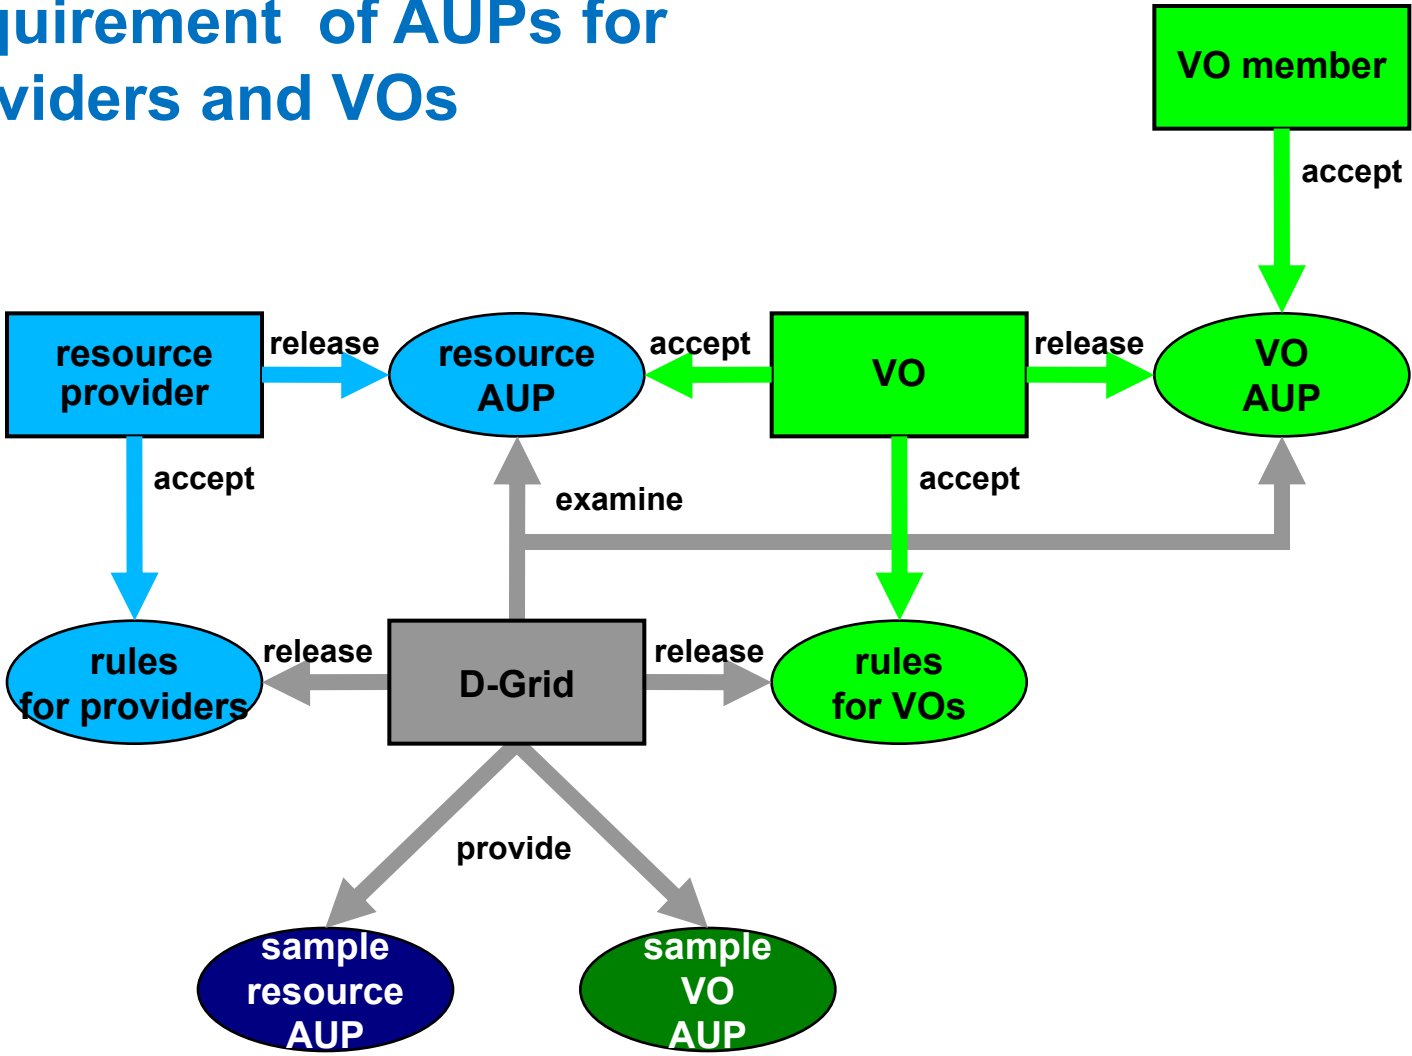 quirement of AUPs for
viders and VOs
VO member
accept
resource
provider
release
resource
AUP
accept
VO
release
VO
AUP
accept
examine
accept
rules
for providers
release
D-Grid
release
rules
for VOs
provide
sample
resource
AUP
sample
VO
AUP